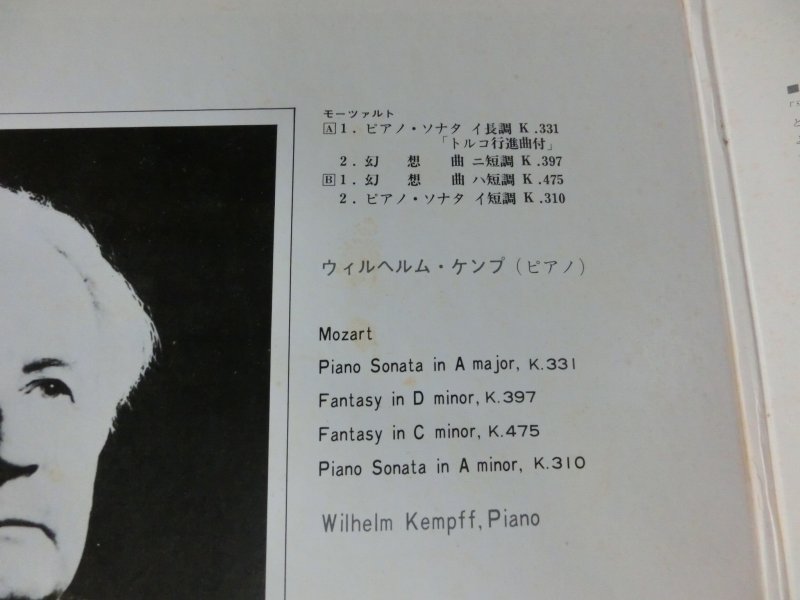 モーツァルト
A 1. ピアノ・ソナタ イ長調 K.331
「トルコ行進曲付」
2. 幻想曲 ニ短調 K.397
B 1. 幻想曲 ハ短調 K.475
2. ピアノ・ソナタ イ短調 K.310
ウィルヘルム・ケンプ(ピアノ)
Mozart
Piano Sonata in A major, K.331
Fantasy in D minor, K.397
Fantasy in C minor, K.475
Piano Sonata in A minor, K.310
Wilhelm Kempff, Piano